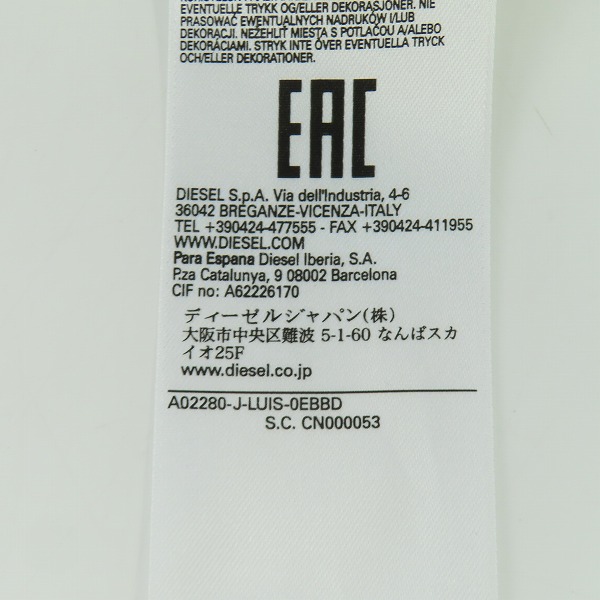 EVENTUELLE TRYKK OG/ELLER DEKORASJONER. NIE
PRASOWAĆ EWENTUALNYCH NADRUKÓW I/LUB
DEKORACJI. NEŽEHLIŤ MIESTA S POTLAČOU A/ALEBO
DEKORÁCIAMI. STRYK INTE ÖVER EVENTUELLA TRYCK
OCH/ELLER DEKORATIONER.
EAC
DIESEL S.p.A. Via dell'Industria, 4-6
36042 BREGANZE-VICENZA-ITALY
TEL +390424-477555 - FAX +390424-411955
WWW.DIESEL.COM
Para Espana Diesel Iberia, S.A.
P.za Catalunya, 9 08002 Barcelona
CIF no: A62226170
ディーゼルジャパン(株)
大阪市中央区難波 5-1-60 なんばスカ
イオ25F
www.diesel.co.jp
A02280-J-LUIS-0EBBD
S.C. CN000053